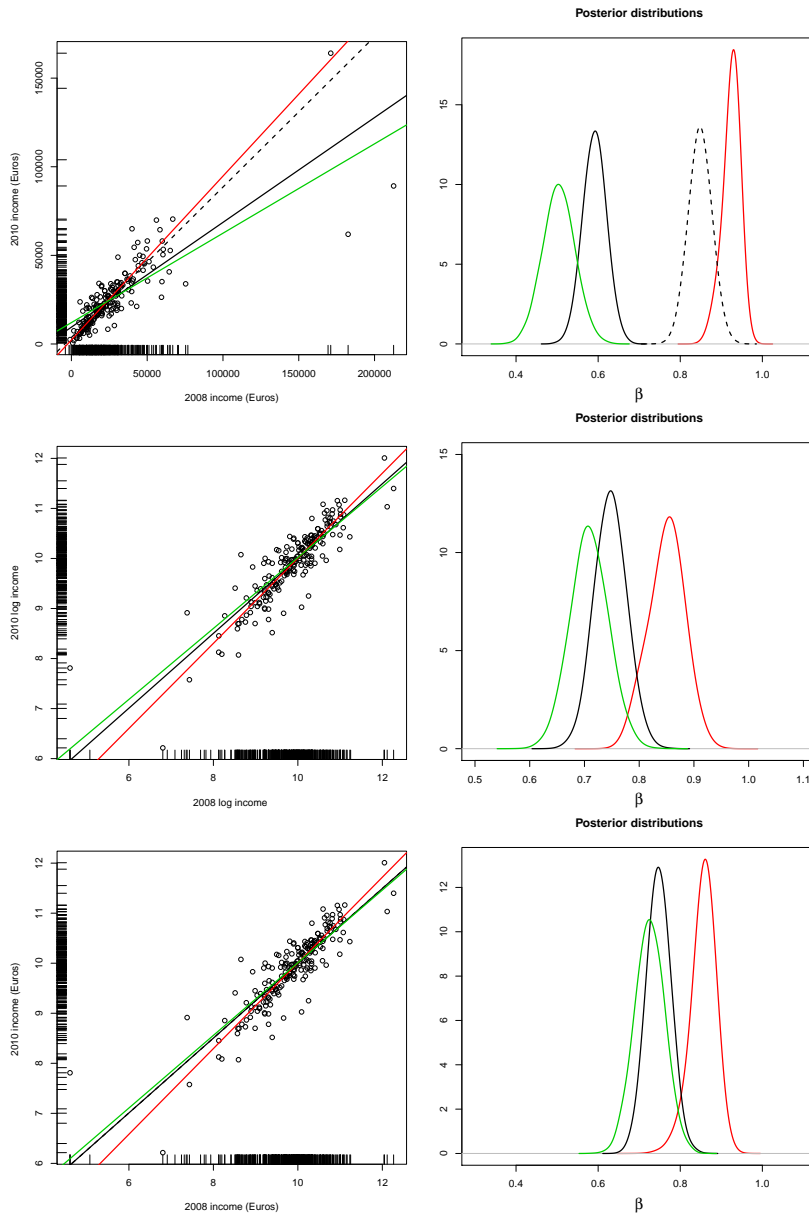 Posterior distributions
2010 income (Euros)
0 50000 100000 150000
0 50000 100000 150000 200000
2008 income (Euros)
0 5 10 15
0.4 0.6 0.8 1.0
β
Posterior distributions
2010 log income
6 7 8 9 10 11 12
6 8 10 12
2008 log income
0 5 10 15
0.5 0.6 0.7 0.8 0.9 1.0 1.1
β
Posterior distributions
2010 income (Euros)
6 7 8 9 10 11 12
6 8 10 12
2008 income (Euros)
0 2 4 6 8 10 12
0.4 0.6 0.8 1.0
β